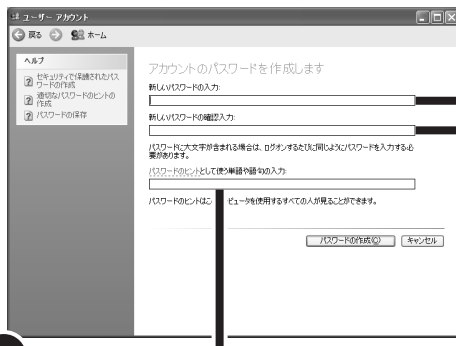 ユーザー アカウント
戻る ホーム
ヘルプ
セキュリティで保護されたパス
ワードの作成
適切なパスワードのヒントの
作成
パスワードの保存
アカウントのパスワードを作成します
新しいパスワードの入力:
新しいパスワードの確認入力:
パスワードに大文字が含まれる場合は、ログオンするたびに同じようにパスワードを入力する必
要があります。
パスワードのヒントとして使う単語や語句の入力:
パスワードのヒントはこ ピュータを使用するすべての人が見ることができます。
パスワードの作成(C) キャンセル